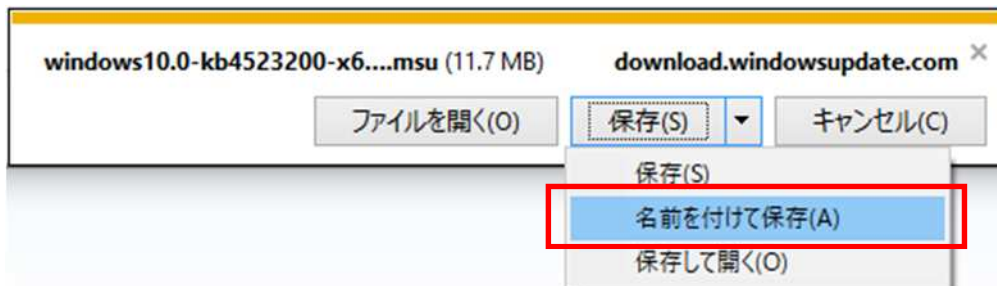 windows10.0-kb4523200-x6....msu (11.7 MB) download.windowsupdate.com ×
ファイルを開く(O) 保存(S) ▼ キャンセル(C)
保存(S)
名前を付けて保存(A)
保存して開く(O)